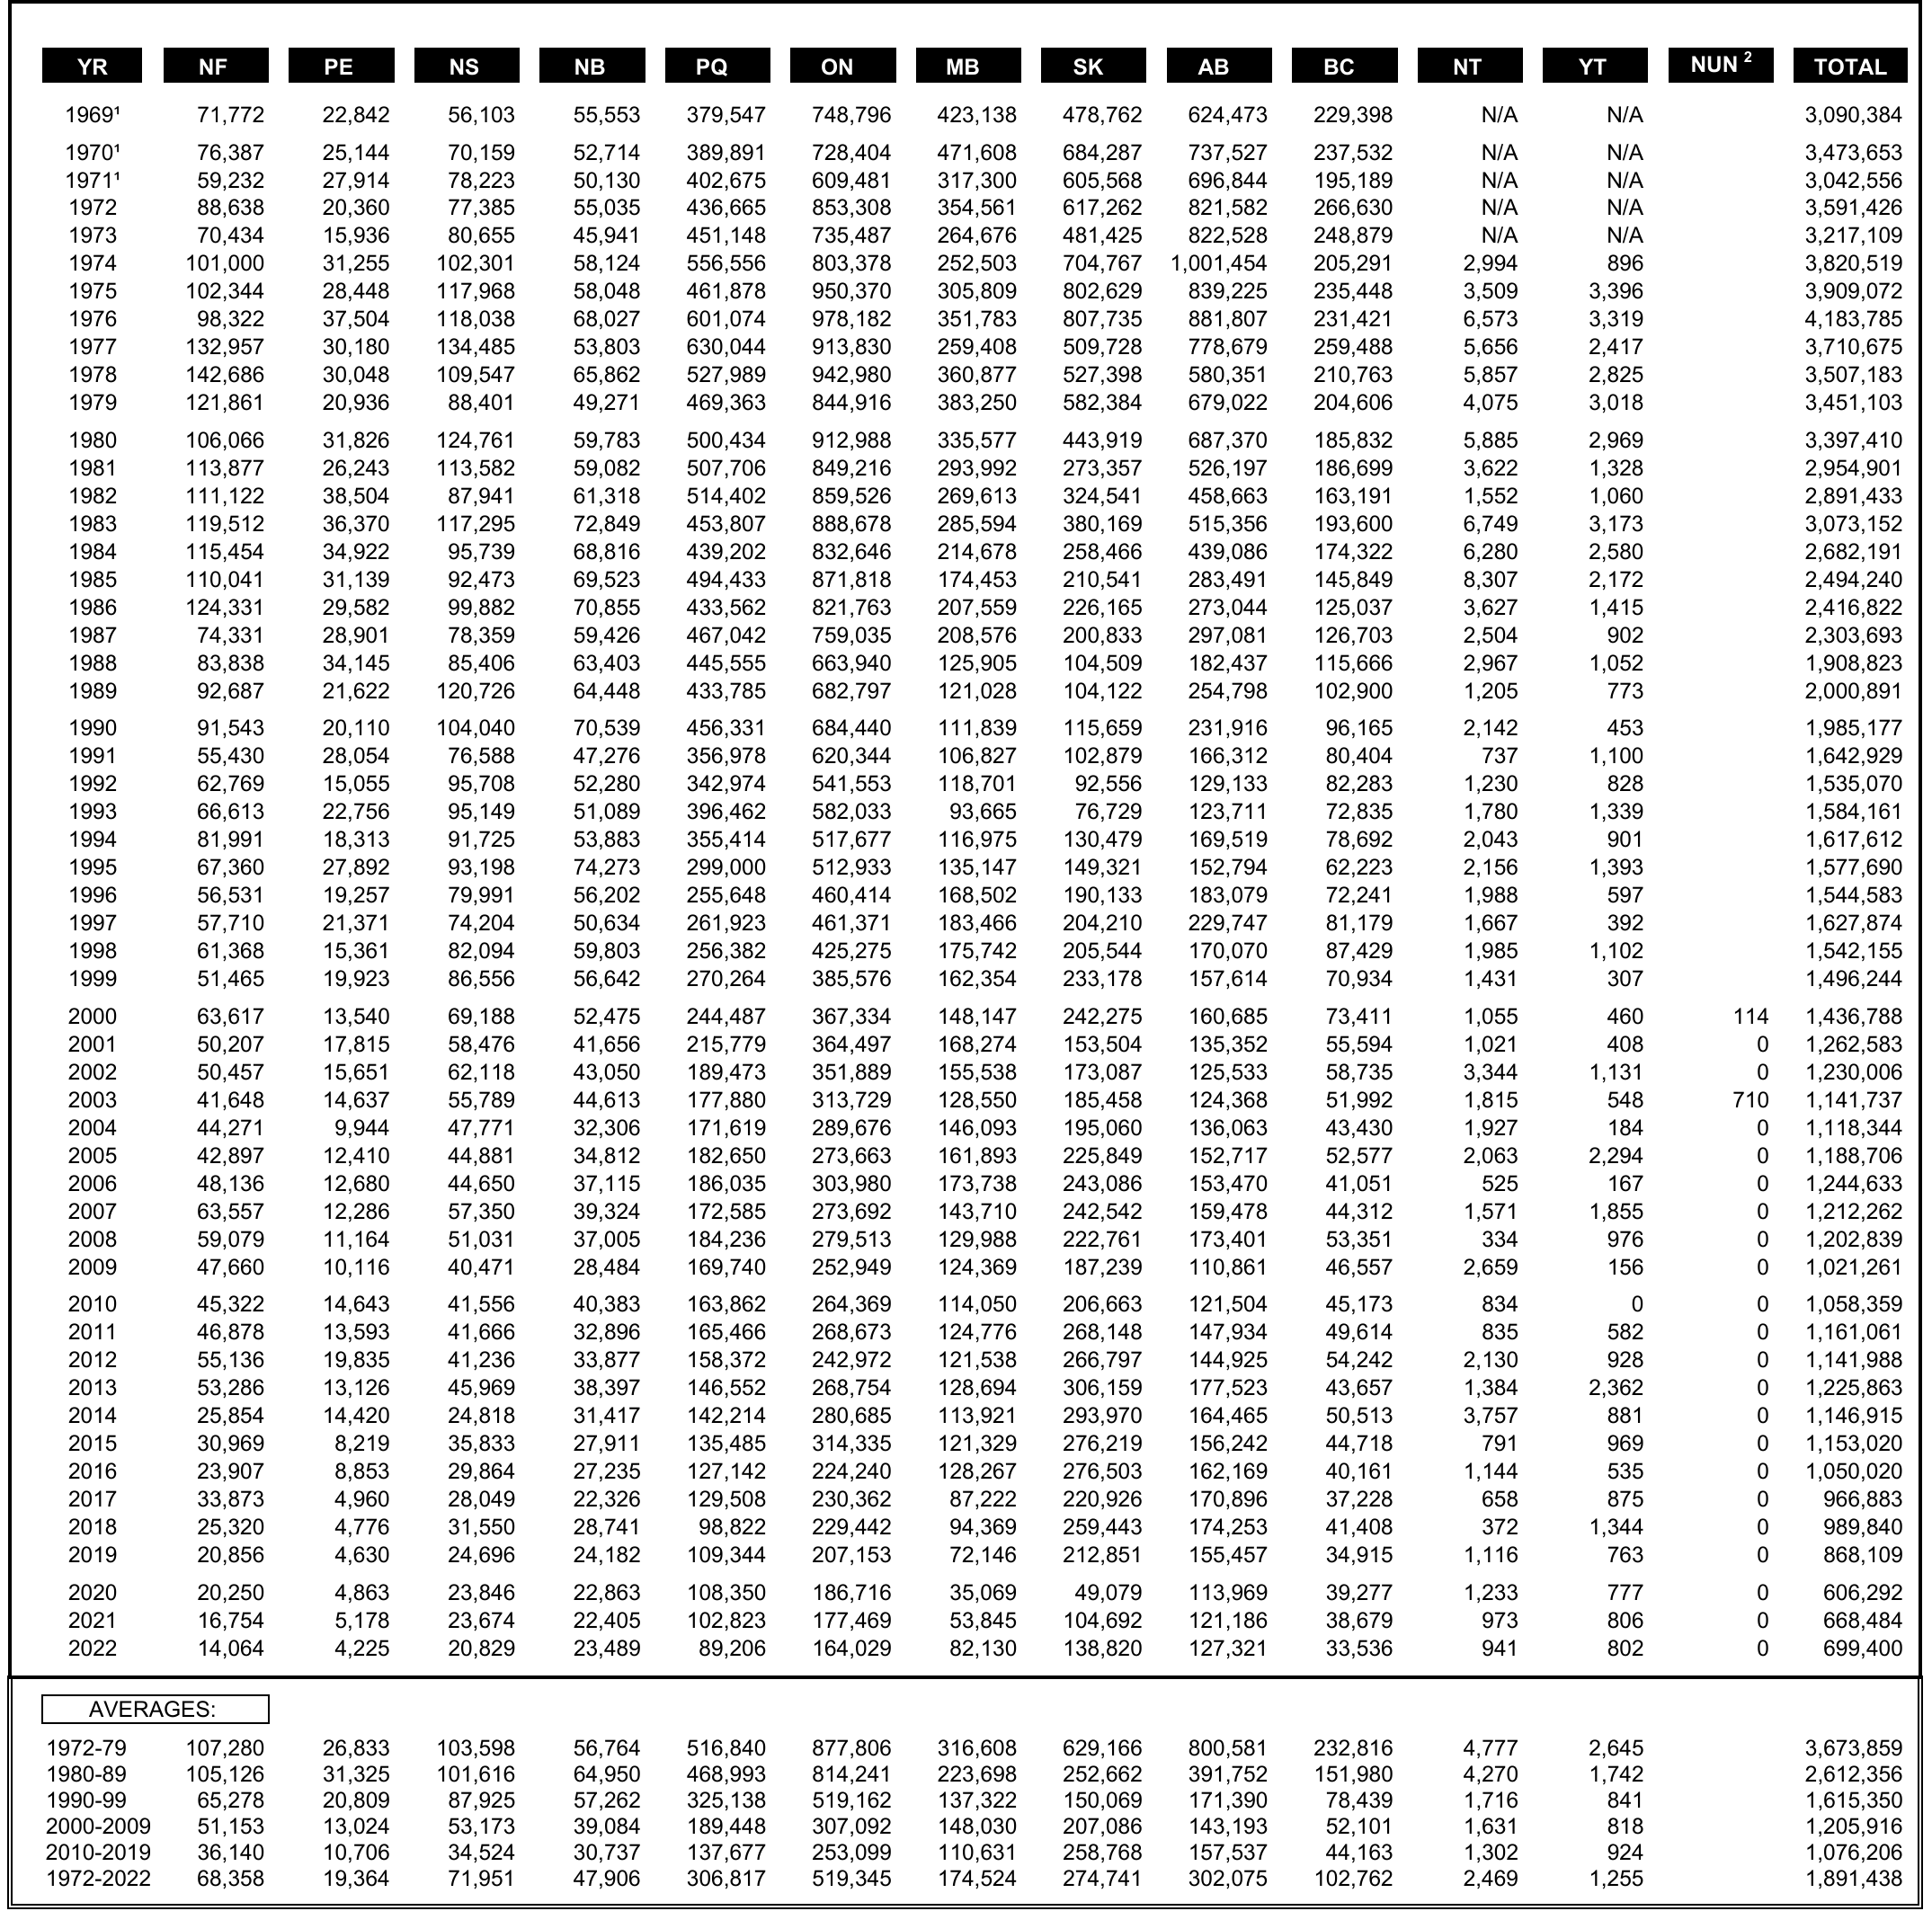 YR NF PE NS NB PQ ON MB SK AB BC NT YT NUN ² TOTAL
1969¹ 71,772 22,842 56,103 55,553 379,547 748,796 423,138 478,762 624,473 229,398 N/A N/A 3,090,384
1970¹ 76,387 25,144 70,159 52,714 389,891 728,404 471,608 684,287 737,527 237,532 N/A N/A 3,473,653
1971¹ 59,232 27,914 78,223 50,130 402,675 609,481 317,300 605,568 696,844 195,189 N/A N/A 3,042,556
1972 88,638 20,360 77,385 55,035 436,665 853,308 354,561 617,262 821,582 266,630 N/A N/A 3,591,426
1973 70,434 15,936 80,655 45,941 451,148 735,487 264,676 481,425 822,528 248,879 N/A N/A 3,217,109
1974 101,000 31,255 102,301 58,124 556,556 803,378 252,503 704,767 1,001,454 205,291 2,994 896 3,820,519
1975 102,344 28,448 117,968 58,048 461,878 950,370 305,809 802,629 839,225 235,448 3,509 3,396 3,909,072
1976 98,322 37,504 118,038 68,027 601,074 978,182 351,783 807,735 881,807 231,421 6,573 3,319 4,183,785
1977 132,957 30,180 134,485 53,803 630,044 913,830 259,408 509,728 778,679 259,488 5,656 2,417 3,710,675
1978 142,686 30,048 109,547 65,862 527,989 942,980 360,877 527,398 580,351 210,763 5,857 2,825 3,507,183
1979 121,861 20,936 88,401 49,271 469,363 844,916 383,250 582,384 679,022 204,606 4,075 3,018 3,451,103
1980 106,066 31,826 124,761 59,783 500,434 912,988 335,577 443,919 687,370 185,832 5,885 2,969 3,397,410
1981 113,877 26,243 113,582 59,082 507,706 849,216 293,992 273,357 526,197 186,699 3,622 1,328 2,954,901
1982 111,122 38,504 87,941 61,318 514,402 859,526 269,613 324,541 458,663 163,191 1,552 1,060 2,891,433
1983 119,512 36,370 117,295 72,849 453,807 888,678 285,594 380,169 515,356 193,600 6,749 3,173 3,073,152
1984 115,454 34,922 95,739 68,816 439,202 832,646 214,678 258,466 439,086 174,322 6,280 2,580 2,682,191
1985 110,041 31,139 92,473 69,523 494,433 871,818 174,453 210,541 283,491 145,849 8,307 2,172 2,494,240
1986 124,331 29,582 99,882 70,855 433,562 821,763 207,559 226,165 273,044 125,037 3,627 1,415 2,416,822
1987 74,331 28,901 78,359 59,426 467,042 759,035 208,576 200,833 297,081 126,703 2,504 902 2,303,693
1988 83,838 34,145 85,406 63,403 445,555 663,940 125,905 104,509 182,437 115,666 2,967 1,052 1,908,823
1989 92,687 21,622 120,726 64,448 433,785 682,797 121,028 104,122 254,798 102,900 1,205 773 2,000,891
1990 91,543 20,110 104,040 70,539 456,331 684,440 111,839 115,659 231,916 96,165 2,142 453 1,985,177
1991 55,430 28,054 76,588 47,276 356,978 620,344 106,827 102,879 166,312 80,404 737 1,100 1,642,929
1992 62,769 15,055 95,708 52,280 342,974 541,553 118,701 92,556 129,133 82,283 1,230 828 1,535,070
1993 66,613 22,756 95,149 51,089 396,462 582,033 93,665 76,729 123,711 72,835 1,780 1,339 1,584,161
1994 81,991 18,313 91,725 53,883 355,414 517,677 116,975 130,479 169,519 78,692 2,043 901 1,617,612
1995 67,360 27,892 93,198 74,273 299,000 512,933 135,147 149,321 152,794 62,223 2,156 1,393 1,577,690
1996 56,531 19,257 79,991 56,202 255,648 460,414 168,502 190,133 183,079 72,241 1,988 597 1,544,583
1997 57,710 21,371 74,204 50,634 261,923 461,371 183,466 204,210 229,747 81,179 1,667 392 1,627,874
1998 61,368 15,361 82,094 59,803 256,382 425,275 175,742 205,544 170,070 87,429 1,985 1,102 1,542,155
1999 51,465 19,923 86,556 56,642 270,264 385,576 162,354 233,178 157,614 70,934 1,431 307 1,496,244
2000 63,617 13,540 69,188 52,475 244,487 367,334 148,147 242,275 160,685 73,411 1,055 460 114 1,436,788
2001 50,207 17,815 58,476 41,656 215,779 364,497 168,274 153,504 135,352 55,594 1,021 408 0 1,262,583
2002 50,457 15,651 62,118 43,050 189,473 351,889 155,538 173,087 125,533 58,735 3,344 1,131 0 1,230,006
2003 41,648 14,637 55,789 44,613 177,880 313,729 128,550 185,458 124,368 51,992 1,815 548 710 1,141,737
2004 44,271 9,944 47,771 32,306 171,619 289,676 146,093 195,060 136,063 43,430 1,927 184 0 1,118,344
2005 42,897 12,410 44,881 34,812 182,650 273,663 161,893 225,849 152,717 52,577 2,063 2,294 0 1,188,706
2006 48,136 12,680 44,650 37,115 186,035 303,980 173,738 243,086 153,470 41,051 525 167 0 1,244,633
2007 63,557 12,286 57,350 39,324 172,585 273,692 143,710 242,542 159,478 44,312 1,571 1,855 0 1,212,262
2008 59,079 11,164 51,031 37,005 184,236 279,513 129,988 222,761 173,401 53,351 334 976 0 1,202,839
2009 47,660 10,116 40,471 28,484 169,740 252,949 124,369 187,239 110,861 46,557 2,659 156 0 1,021,261
2010 45,322 14,643 41,556 40,383 163,862 264,369 114,050 206,663 121,504 45,173 834 0 0 1,058,359
2011 46,878 13,593 41,666 32,896 165,466 268,673 124,776 268,148 147,934 49,614 835 582 0 1,161,061
2012 55,136 19,835 41,236 33,877 158,372 242,972 121,538 266,797 144,925 54,242 2,130 928 0 1,141,988
2013 53,286 13,126 45,969 38,397 146,552 268,754 128,694 306,159 177,523 43,657 1,384 2,362 0 1,225,863
2014 25,854 14,420 24,818 31,417 142,214 280,685 113,921 293,970 164,465 50,513 3,757 881 0 1,146,915
2015 30,969 8,219 35,833 27,911 135,485 314,335 121,329 276,219 156,242 44,718 791 969 0 1,153,020
2016 23,907 8,853 29,864 27,235 127,142 224,240 128,267 276,503 162,169 40,161 1,144 535 0 1,050,020
2017 33,873 4,960 28,049 22,326 129,508 230,362 87,222 220,926 170,896 37,228 658 875 0 966,883
2018 25,320 4,776 31,550 28,741 98,822 229,442 94,369 259,443 174,253 41,408 372 1,344 0 989,840
2019 20,856 4,630 24,696 24,182 109,344 207,153 72,146 212,851 155,457 34,915 1,116 763 0 868,109
2020 20,250 4,863 23,846 22,863 108,350 186,716 35,069 49,079 113,969 39,277 1,233 777 0 606,292
2021 16,754 5,178 23,674 22,405 102,823 177,469 53,845 104,692 121,186 38,679 973 806 0 668,484
2022 14,064 4,225 20,829 23,489 89,206 164,029 82,130 138,820 127,321 33,536 941 802 0 699,400
AVERAGES:
1972-79 107,280 26,833 103,598 56,764 516,840 877,806 316,608 629,166 800,581 232,816 4,777 2,645 3,673,859
1980-89 105,126 31,325 101,616 64,950 468,993 814,241 223,698 252,662 391,752 151,980 4,270 1,742 2,612,356
1990-99 65,278 20,809 87,925 57,262 325,138 519,162 137,322 150,069 171,390 78,439 1,716 841 1,615,350
2000-2009 51,153 13,024 53,173 39,084 189,448 307,092 148,030 207,086 143,193 52,101 1,631 818 1,205,916
2010-2019 36,140 10,706 34,524 30,737 137,677 253,099 110,631 258,768 157,537 44,163 1,302 924 1,076,206
1972-2022 68,358 19,364 71,951 47,906 306,817 519,345 174,524 274,741 302,075 102,762 2,469 1,255 1,891,438